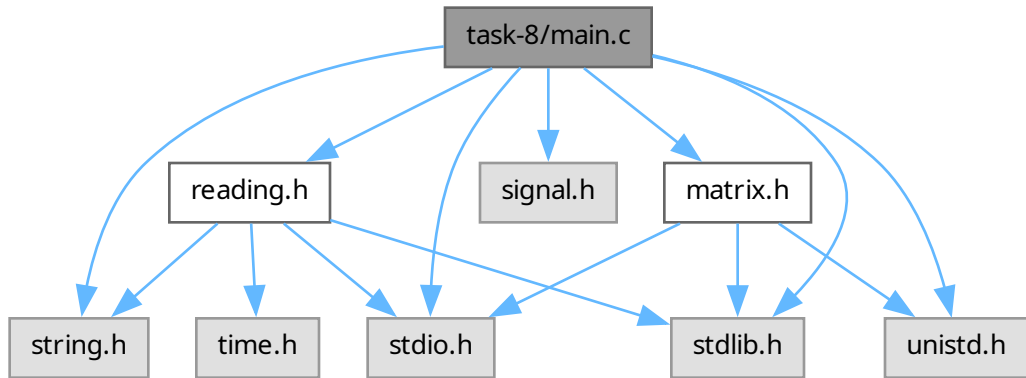 task-8/main.c
reading.h
signal.h
matrix.h
string.h
time.h
stdio.h
stdlib.h
unistd.h